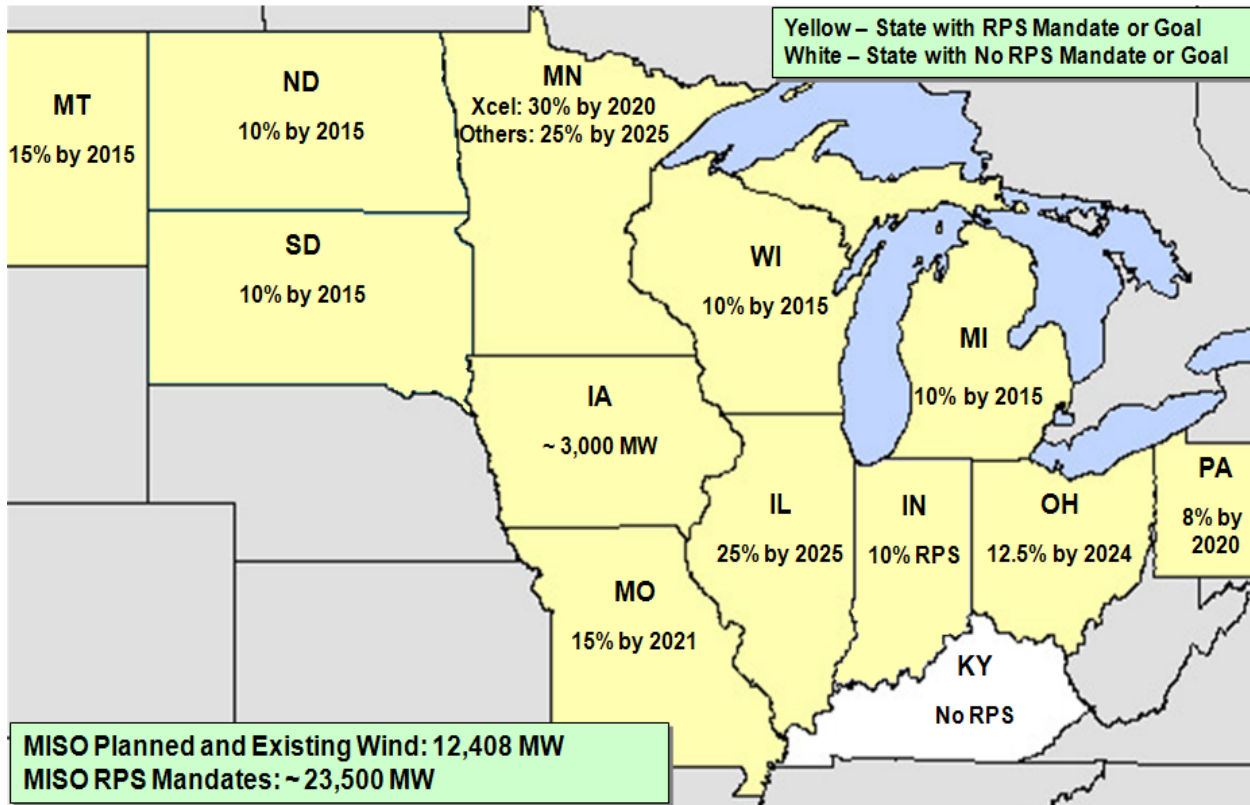 Yellow – State with RPS Mandate or Goal
White – State with No RPS Mandate or Goal
MT
15% by 2015
ND
10% by 2015
MN
Xcel: 30% by 2020
Others: 25% by 2025
SD
10% by 2015
WI
10% by 2015
MI
10% by 2015
IA
~ 3,000 MW
IL
25% by 2025
IN
10% RPS
OH
12.5% by 2024
PA
8% by
2020
MO
15% by 2021
KY
No RPS
MISO Planned and Existing Wind: 12,408 MW
MISO RPS Mandates: ~ 23,500 MW